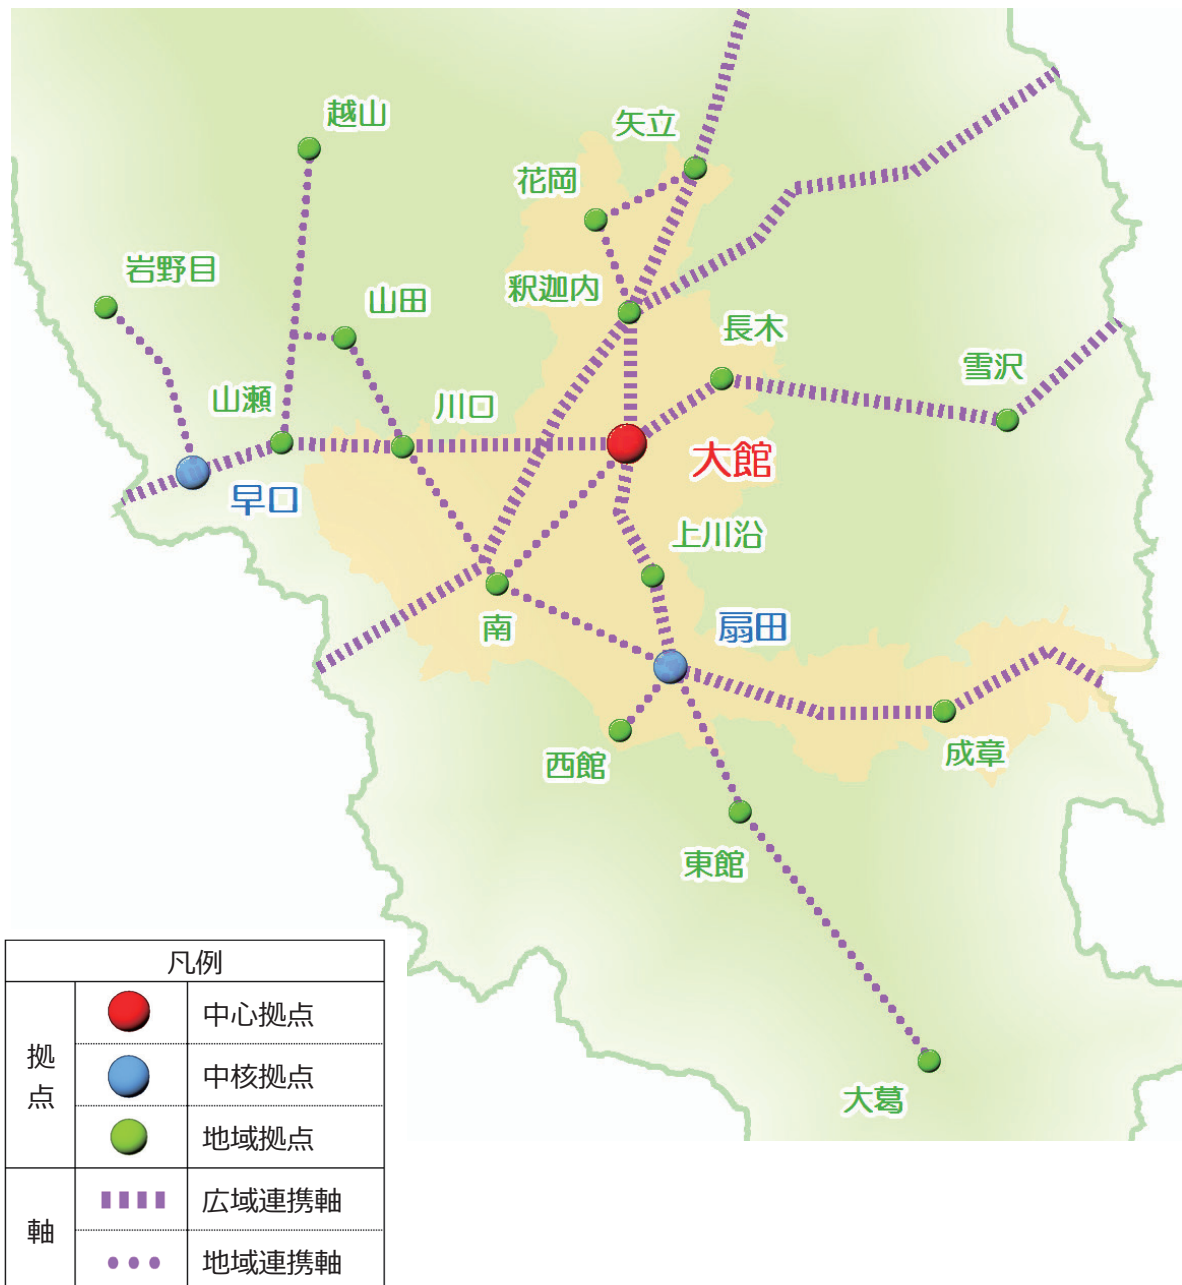 越山
矢立
花岡
岩野目
釈迦内
山田
長木
雪沢
山瀬
川口
大館
早口
上川沿
南
扇田
西館
成章
東館
大葛
凡例
拠点
中心拠点
中核拠点
地域拠点
軸
広域連携軸
地域連携軸